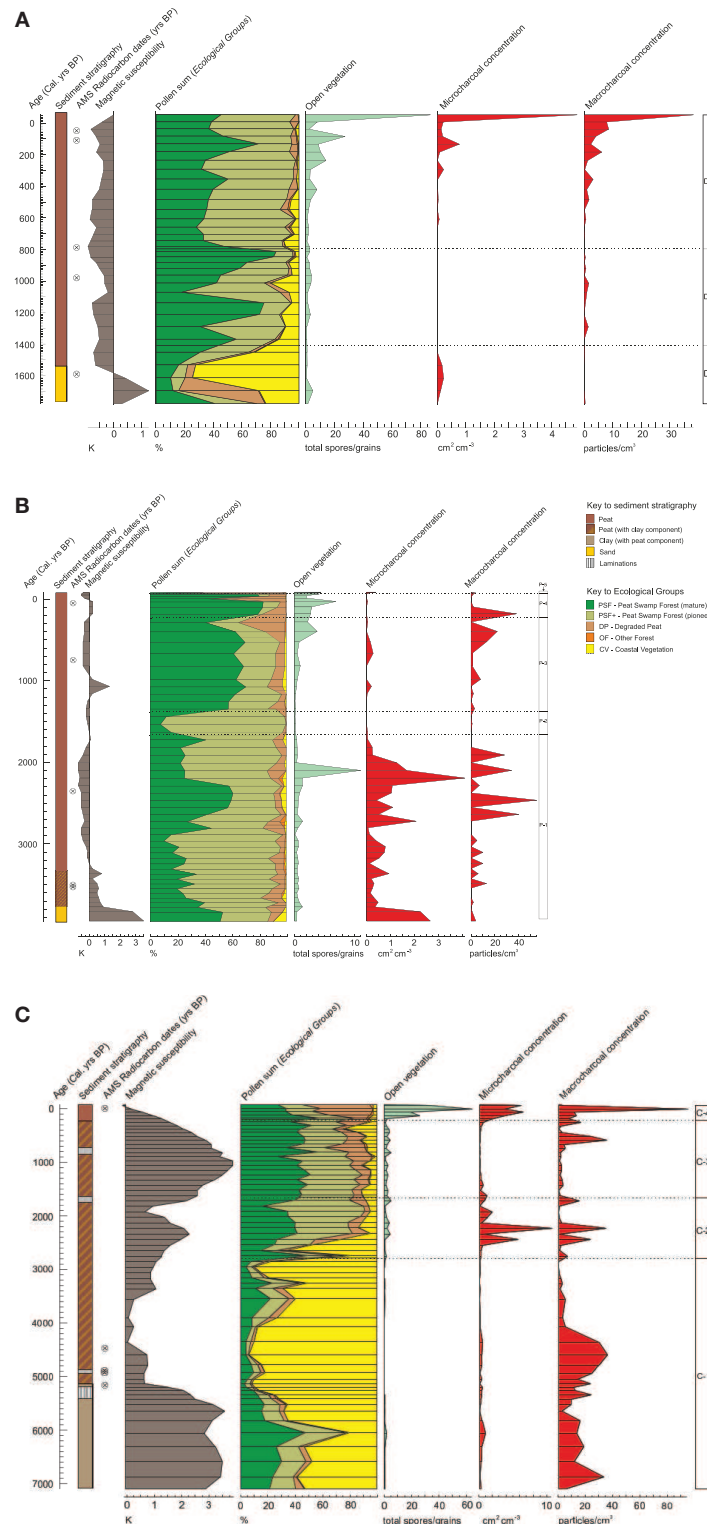 A
Age (Cal. yrs BP)
Sediment stratigraphy
AMS Radiocarbon dates (yrs BP)
Magnetic susceptibility
Pollen sum (Ecological Groups)
Open vegetation
Microcharcoal concentration
Macrocharcoal concentration
0
200
400
600
800
1000
1200
1400
1600
0 1
K
0 20 40 60 80
%
0 20 40 60 80
total spores/grains
0 1 2 3 4
cm² cm⁻³
0 10 20 30
particles/cm³
B
Age (Cal. yrs BP)
Sediment stratigraphy
AMS Radiocarbon dates (yrs BP)
Magnetic susceptibility
Pollen sum (Ecological Groups)
Open vegetation
Microcharcoal concentration
Macrocharcoal concentration
Key to sediment stratigraphy
Peat
Peat (with clay component)
Clay (with peat component)
Sand
Laminations
Key to Ecological Groups
PSF - Peat Swamp Forest (mature)
PSF+ - Peat Swamp Forest (pionee
DP - Degraded Peat
OF - Other Forest
CV - Coastal Vegetation
0
1000
2000
3000
0 1 2 3
K
0 20 40 60 80
%
0 10
total spores/grains
0 1 2 3 4
cm² cm⁻³
0 20 40
particles/cm³
C
Age (Cal. yrs BP)
Sediment stratigraphy
AMS Radiocarbon dates (yrs BP)
Magnetic susceptibility
Pollen sum (Ecological Groups)
Open vegetation
Microcharcoal concentration
Macrocharcoal concentration
0
1000
2000
3000
4000
5000
6000
7000
C-3
C-2
C-
0 1 2 3
K
0 20 40 60 80
%
0 20 40 60
total spores/grains
0 10
cm² cm⁻³
0 20 40 60 80
particles/cm³